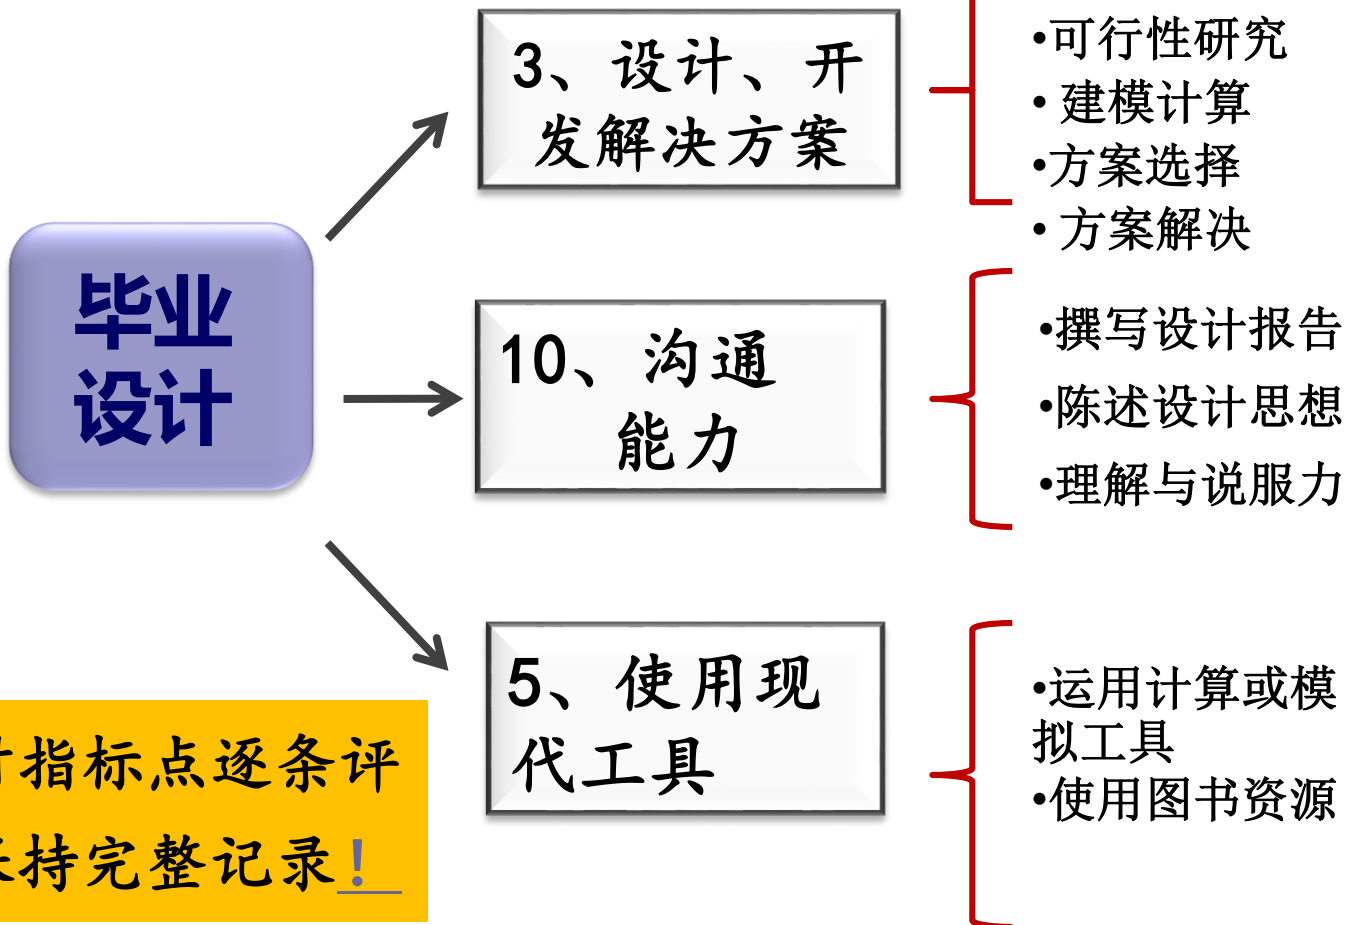 毕业
设计
3、设计、开
发解决方案
•可行性研究
• 建模计算
•方案选择
• 方案解决
10、沟通
能力
•撰写设计报告
•陈述设计思想
•理解与说服力
5、使用现
代工具
•运用计算或模
拟工具
•使用图书资源
指标点逐条评
持完整记录！